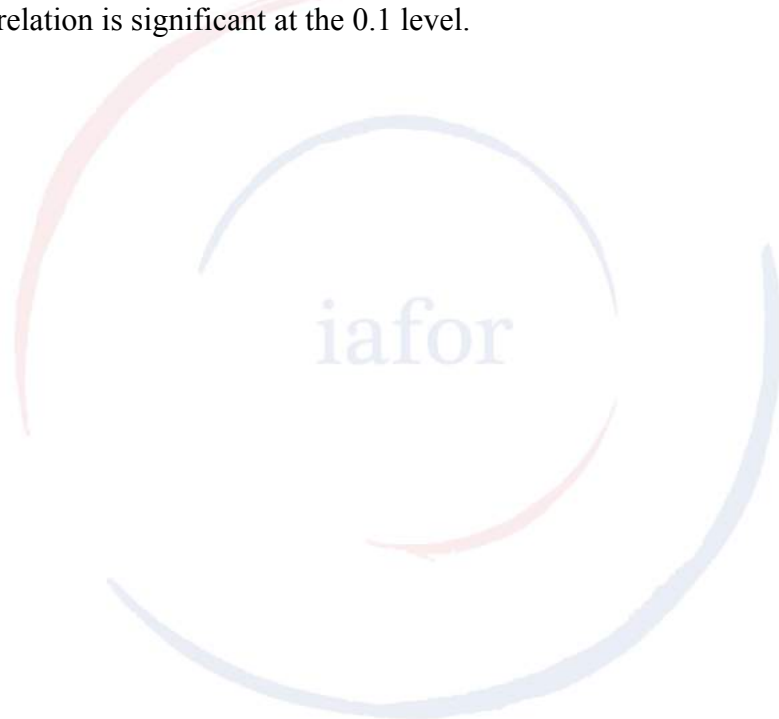 relation is significant at the 0.1 level.
iafor